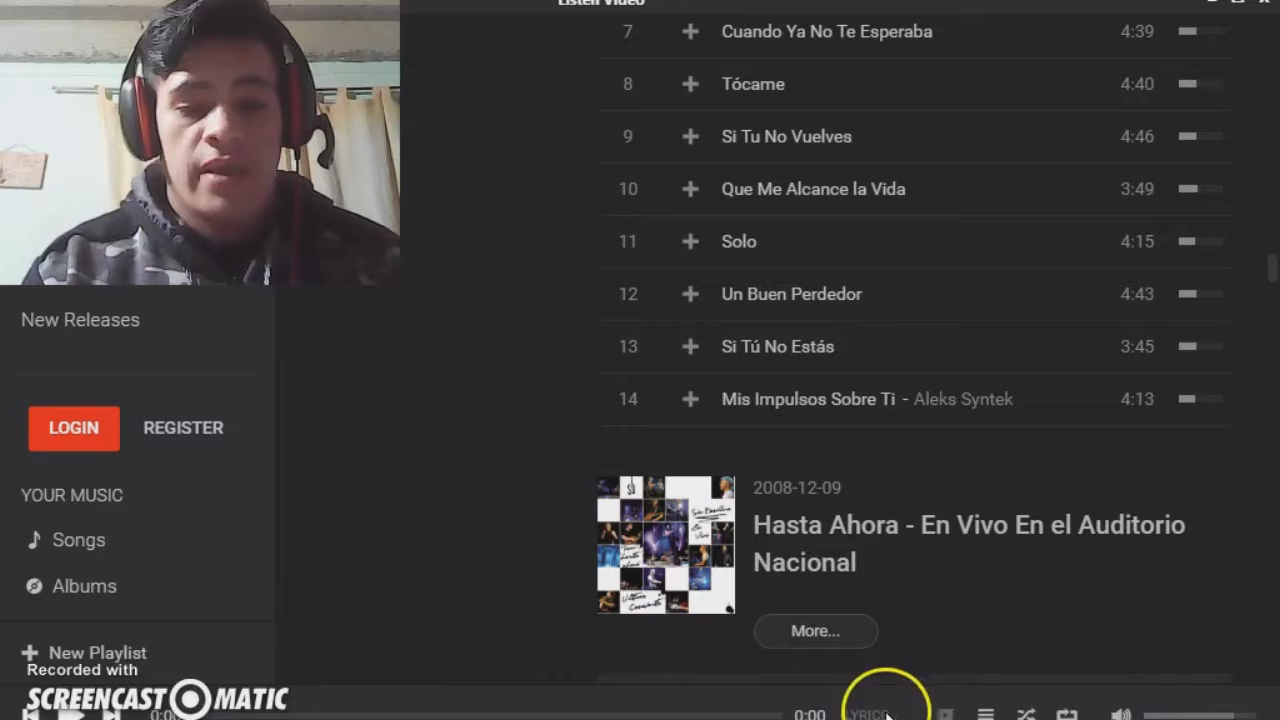 Listen Video
7 Cuando Ya No Te Esperaba 4:39
8 Tócame 4:40
9 Si Tu No Vuelves 4:46
10 Que Me Alcance la Vida 3:49
11 Solo 4:15
12 Un Buen Perdedor 4:43
13 Si Tú No Estás 3:45
14 Mis Impulsos Sobre Ti - Aleks Syntek 4:13
New Releases
LOGIN REGISTER
YOUR MUSIC
Songs
Albums
New Playlist
2008-12-09
Hasta Ahora - En Vivo En el Auditorio
Nacional
More...
Recorded with
SCREENCAST MATIC
0:00 0:00 LYRICS